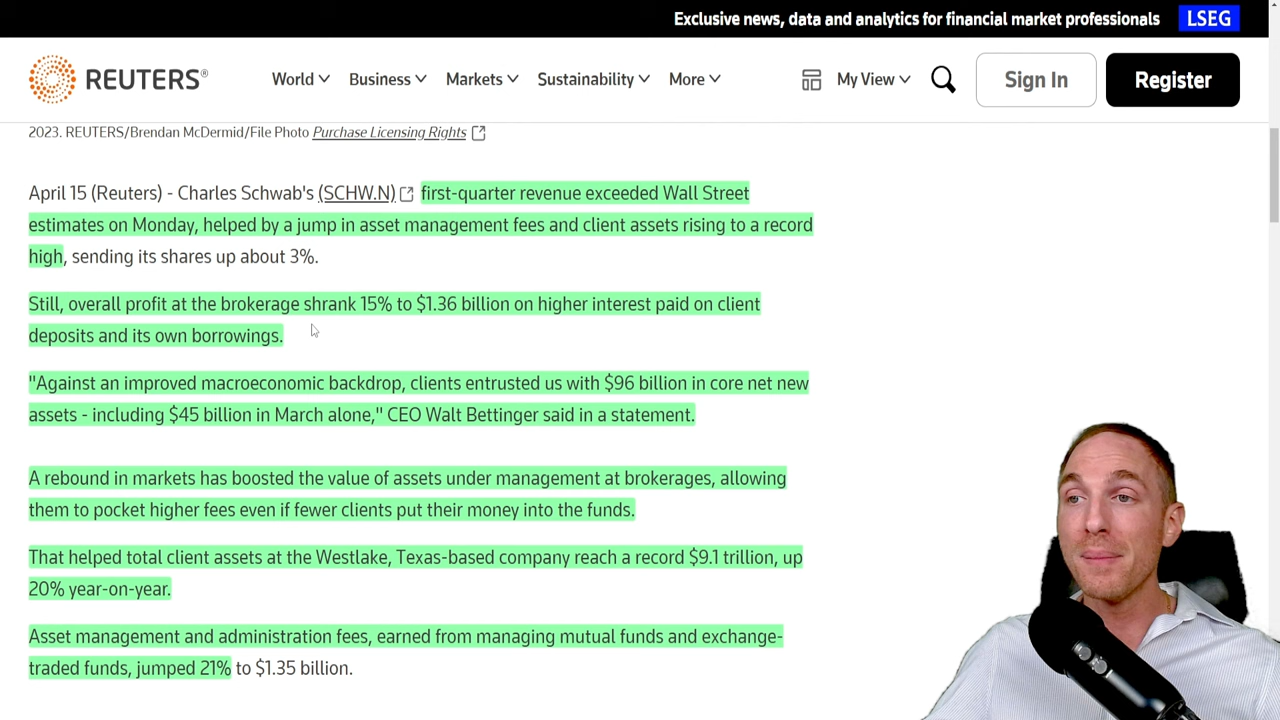 Exclusive news, data and analytics for financial market professionals LSEG
REUTERS®
World Business Markets Sustainability More My View Sign In Register
2023. REUTERS/Brendan McDermid/File Photo Purchase Licensing Rights
April 15 (Reuters) - Charles Schwab's (SCHW.N) first-quarter revenue exceeded Wall Street
estimates on Monday, helped by a jump in asset management fees and client assets rising to a record
high, sending its shares up about 3%.
Still, overall profit at the brokerage shrank 15% to $1.36 billion on higher interest paid on client
deposits and its own borrowings.
"Against an improved macroeconomic backdrop, clients entrusted us with $96 billion in core net new
assets - including $45 billion in March alone," CEO Walt Bettinger said in a statement.
A rebound in markets has boosted the value of assets under management at brokerages, allowing
them to pocket higher fees even if fewer clients put their money into the funds.
That helped total client assets at the Westlake, Texas-based company reach a record $9.1 trillion, up
20% year-on-year.
Asset management and administration fees, earned from managing mutual funds and exchange-
traded funds, jumped 21% to $1.35 billion.